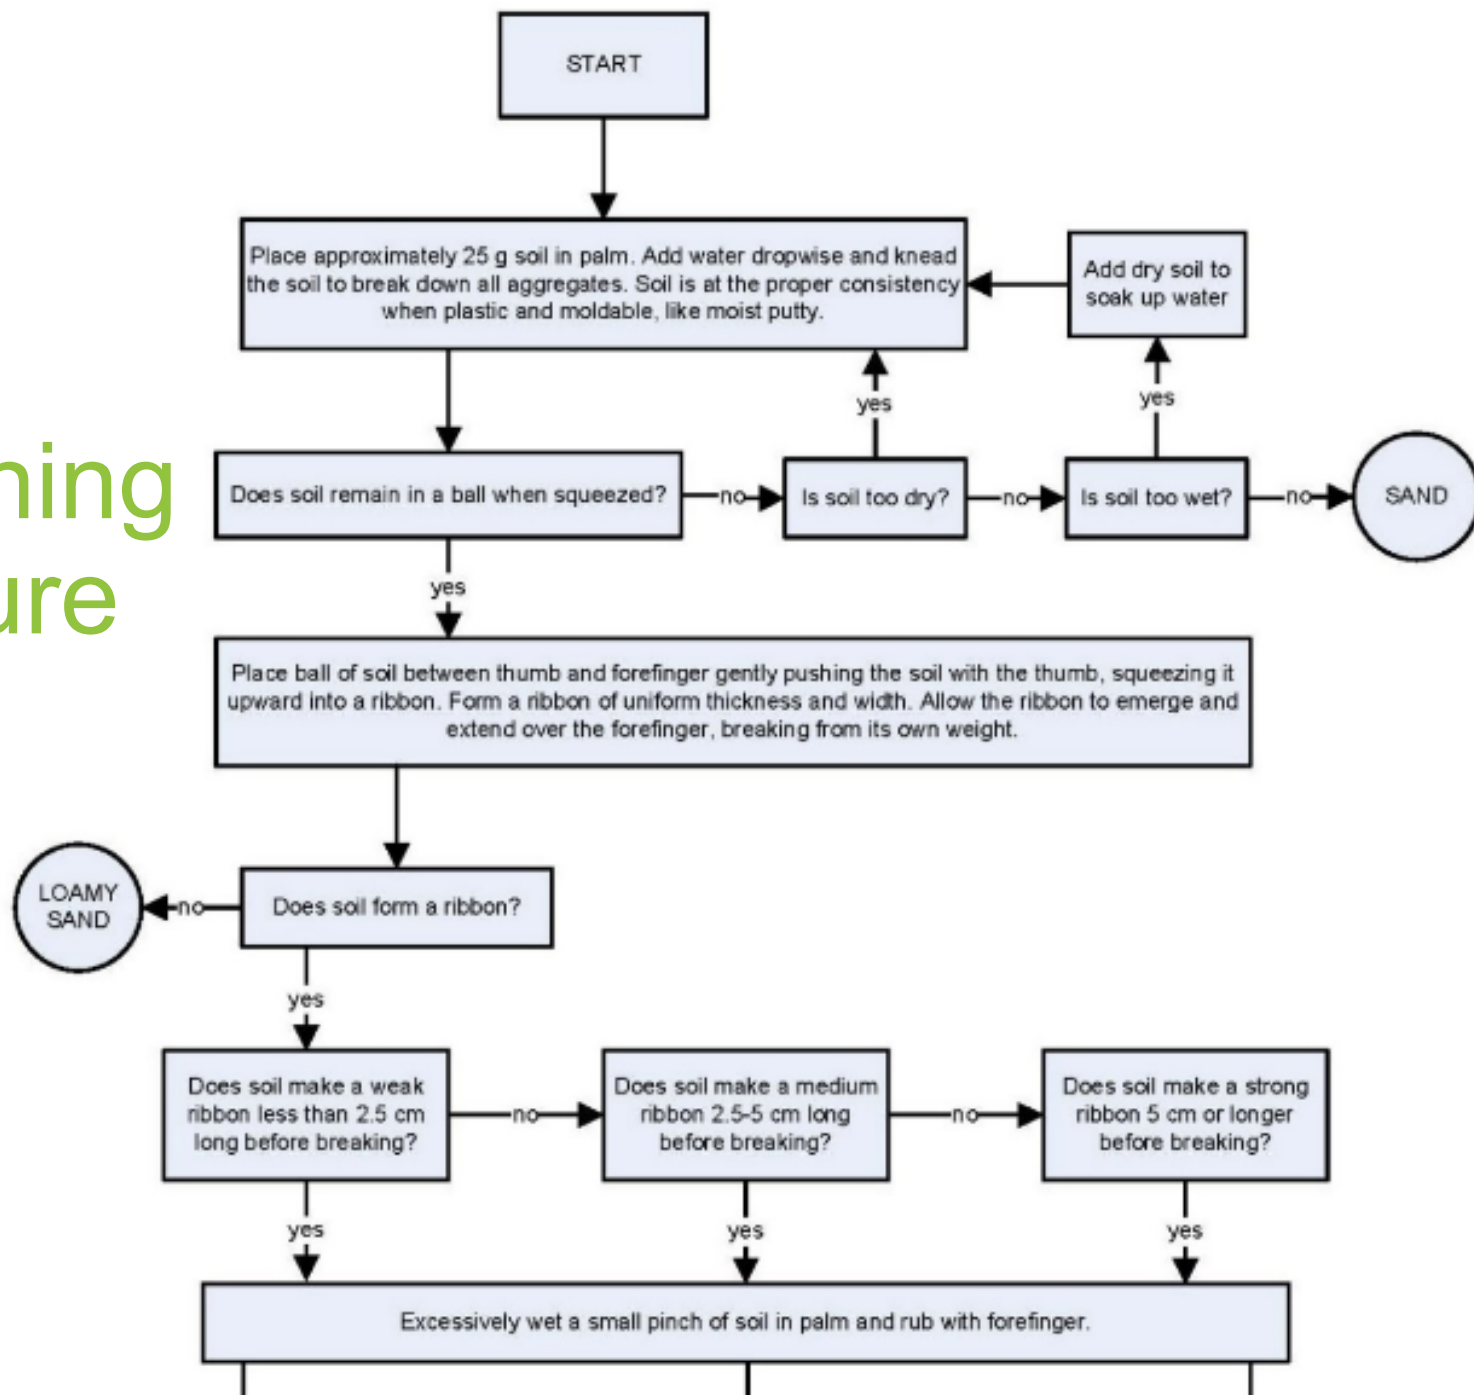 START
Place approximately 25 g soil in palm. Add water dropwise and knead
the soil to break down all aggregates. Soil is at the proper consistency
when plastic and moldable, like moist putty.
Add dry soil to
soak up water
yes
yes
ning
ure
Does soil remain in a ball when squeezed?
no
Is soil too dry?
no
Is soil too wet?
no
SAND
yes
Place ball of soil between thumb and forefinger gently pushing the soil with the thumb, squeezing it
upward into a ribbon. Form a ribbon of uniform thickness and width. Allow the ribbon to emerge and
extend over the forefinger, breaking from its own weight.
LOAMY
SAND
no
Does soil form a ribbon?
yes
Does soil make a weak
ribbon less than 2.5 cm
long before breaking?
no
Does soil make a medium
ribbon 2.5-5 cm long
before breaking?
no
Does soil make a strong
ribbon 5 cm or longer
before breaking?
yes
yes
yes
Excessively wet a small pinch of soil in palm and rub with forefinger.